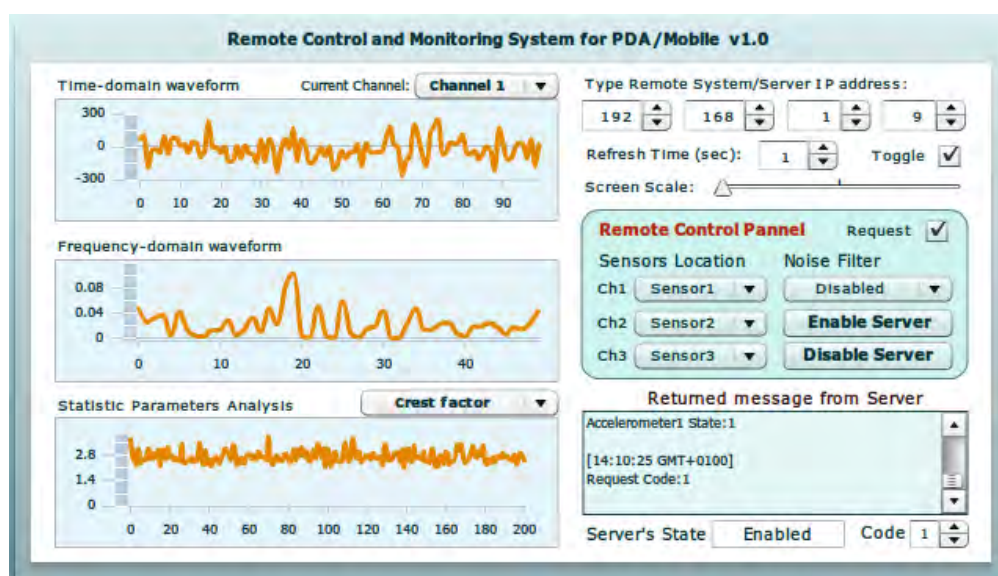 Remote Control and Monitoring System for PDA/Mobile v1.0
Time-domain waveform Current Channel: Channel 1
300
0
-300
0 10 20 30 40 50 60 70 80 90
Frequency-domain waveform
0.08
0.04
0
0 10 20 30 40
Statistic Parameters Analysis Crest factor
2.8
1.4
0
0 20 40 60 80 100 120 140 160 180 200
Type Remote System/Server IP address:
192 168 1 9
Refresh Time (sec): 1 Toggle
Screen Scale:
Remote Control Pannel Request
Sensors Location Noise Filter
Ch1 Sensor1 Disabled
Ch2 Sensor2 Enable Server
Ch3 Sensor3 Disable Server
Returned message from Server
Accelerometer1 State:1
[14:10:25 GMT+0100]
Request Code:1
Server's State Enabled Code 1